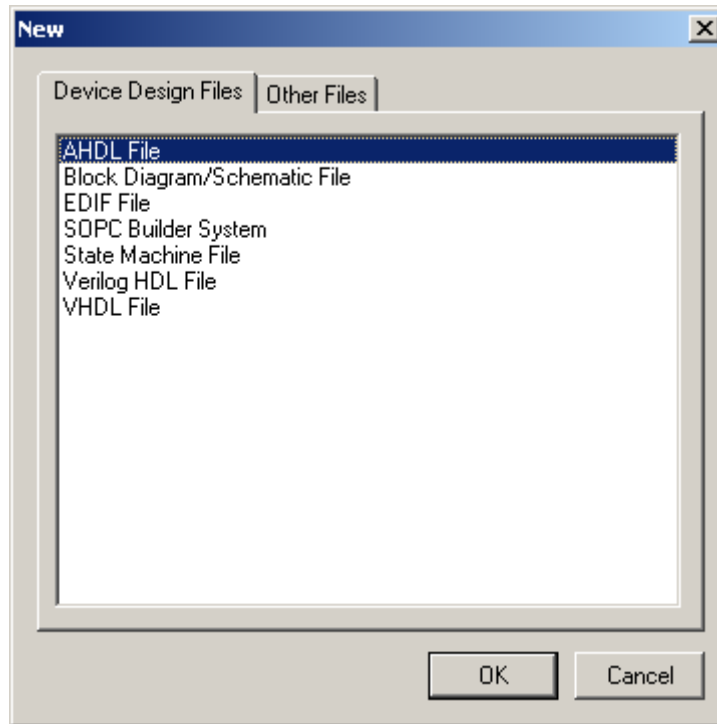 New
Device Design Files
Other Files
AHDL File
Block Diagram/Schematic File
EDIF File
SOPC Builder System
State Machine File
Verilog HDL File
VHDL File
OK
Cancel